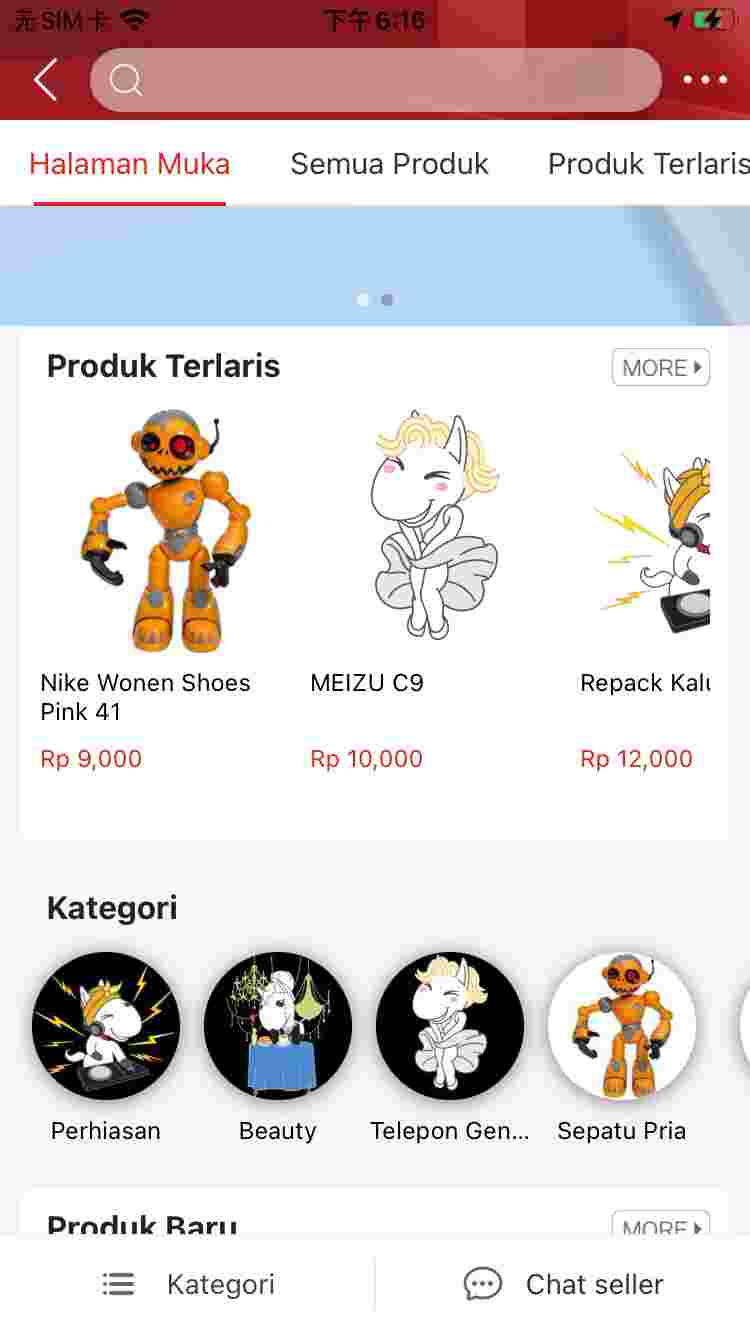 无SIM卡
下午6:16
Halaman Muka
Semua Produk
Produk Terlaris
Produk Terlaris
MORE
Nike Wonen Shoes
Pink 41
MEIZU C9
Repack Kalu
Rp 9,000
Rp 10,000
Rp 12,000
Kategori
Perhiasan
Beauty
Telepon Gen...
Sepatu Pria
Produk Baru
MORE
Kategori
Chat seller